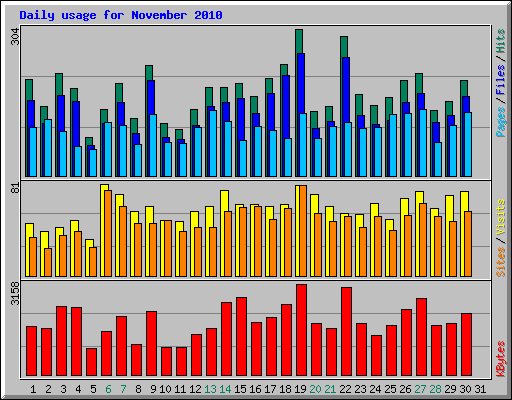 Daily usage for November 2010
304
Pages / Files / Hits
81
Sites / Visits
3158
KBytes
1 2 3 4 5 6 7 8 9 10 11 12 13 14 15 16 17 18 19 20 21 22 23 24 25 26 27 28 29 30 31